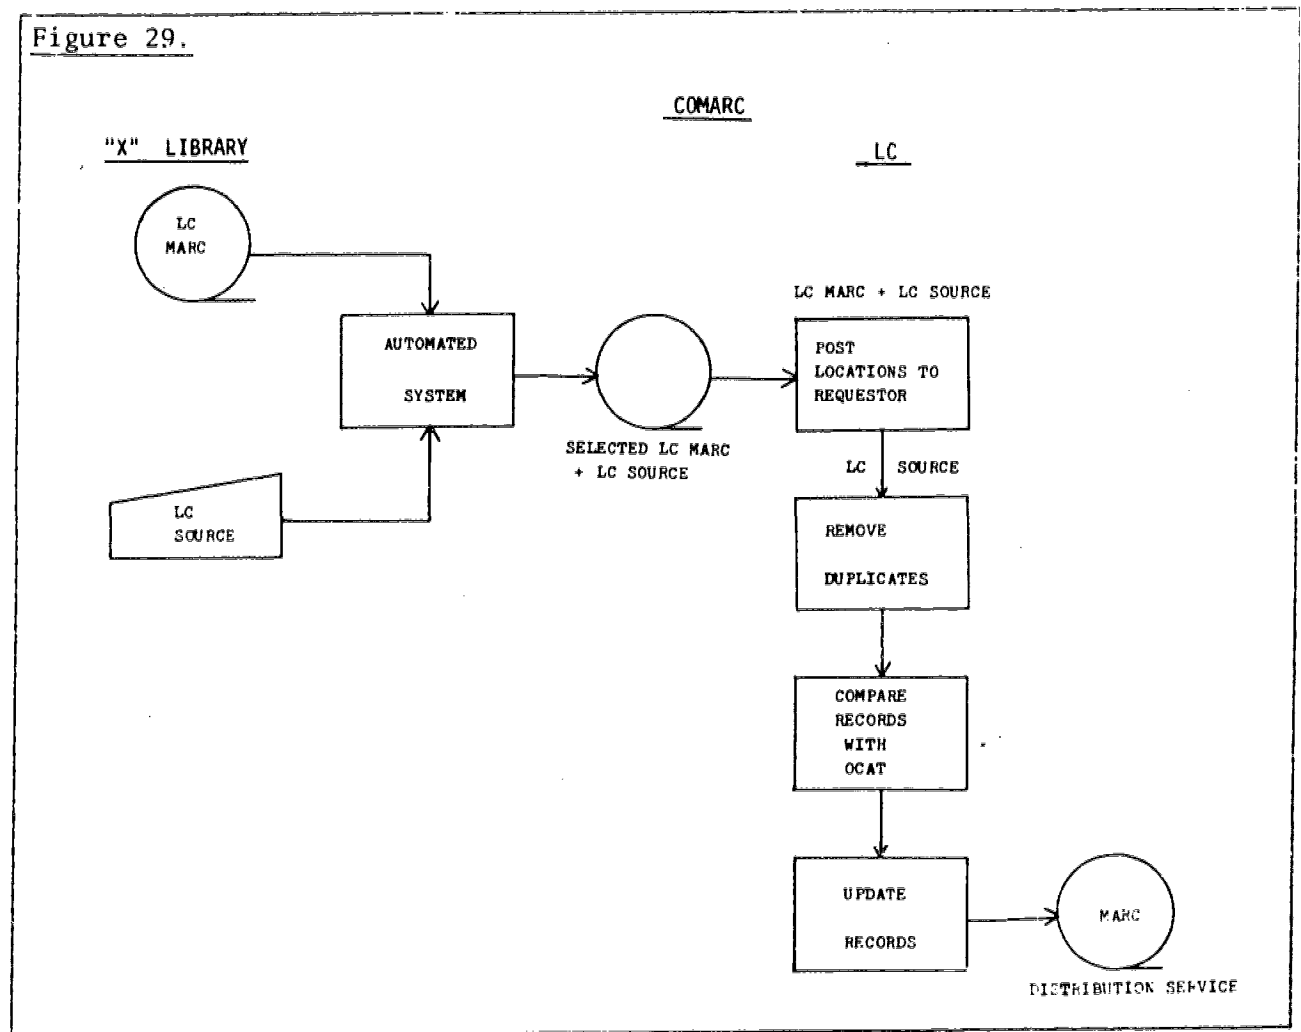 Figure 29.
COMARC
"X" LIBRARY
LC
LC
MARC
AUTOMATED
SYSTEM
LC
SOURCE
SELECTED LC MARC
+ LC SOURCE
LC MARC + LC SOURCE
POST
LOCATIONS TO
REQUESTOR
LC SOURCE
REMOVE
DUPLICATES
COMPARE
RECORDS
WITH
OCAT
UPDATE
RECORDS
MARC
DISTRIBUTION SERVICE